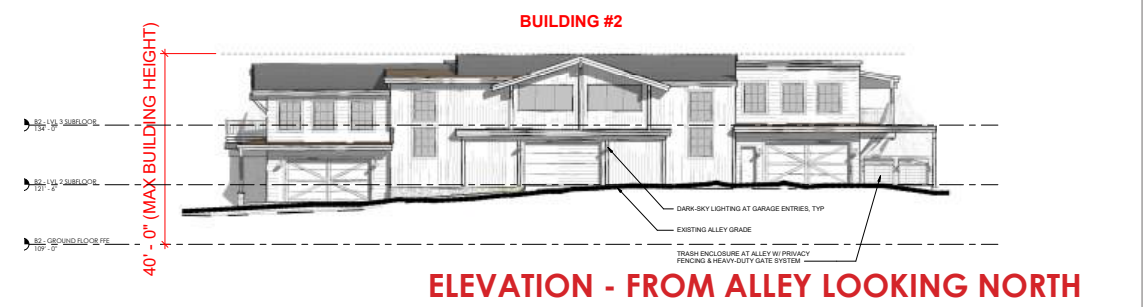 BUILDING #2
40' - 0" (MAX BUILDING HEIGHT)
B2 - LVL 3 SUBFLOOR
134' - 0"
B2 - LVL 2 SUBFLOOR
121' - 6"
B2 - GROUND FLOOR FFE
109' - 0"
DARK-SKY LIGHTING AT GARAGE ENTRIES, TYP
EXISTING ALLEY GRADE
TRASH ENCLOSURE AT ALLEY W/ PRIVACY
FENCING & HEAVY-DUTY GATE SYSTEM
ELEVATION - FROM ALLEY LOOKING NORTH